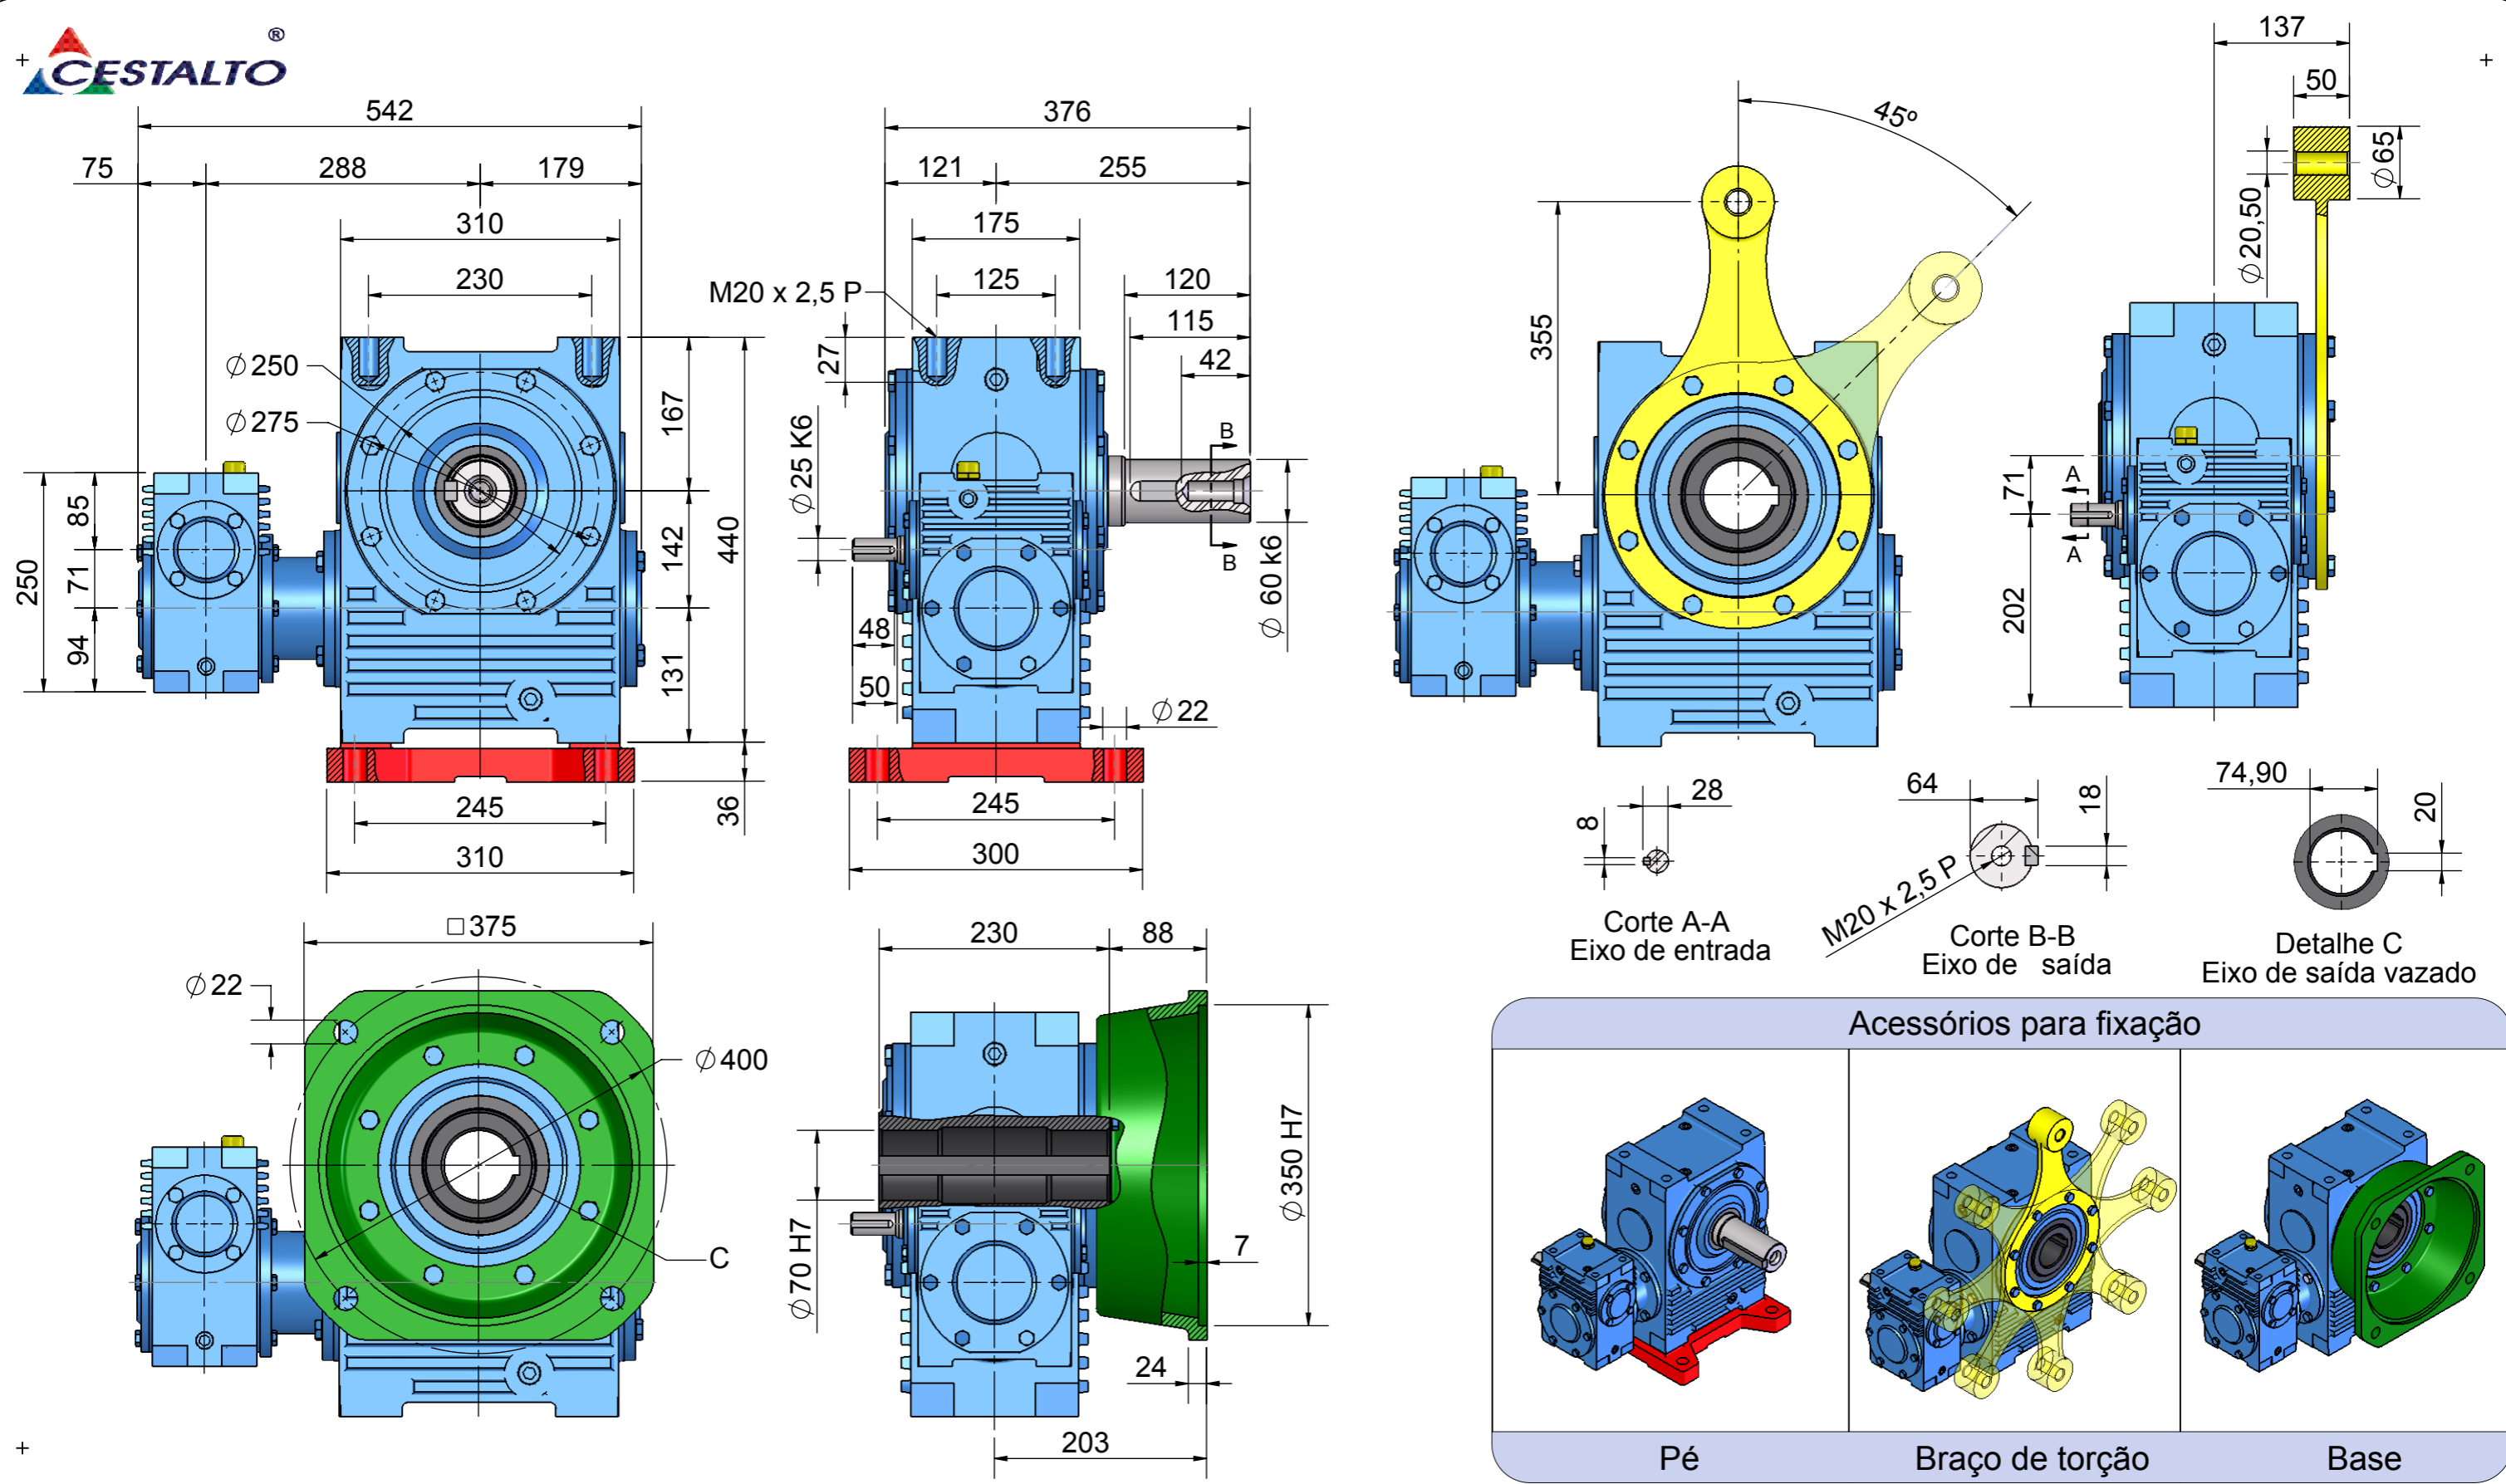 CESTALTO ®
542
75
288
179
310
230
Ø 250
Ø 275
167
142
440
131
36
85
71
94
250
245
310
376
121
255
175
125
M20 x 2,5 P
120
115
42
27
Ø 25 K6
B
B
Ø 60 k6
48
50
Ø 22
245
300
45º
355
137
50
Ø 65
Ø 20,50
A
A
71
202
28
8
Corte A-A
Eixo de entrada
64
18
M20 x 2,5 P
Corte B-B
Eixo de saída
74,90
20
Detalhe C
Eixo de saída vazado
□ 375
Ø 22
Ø 400
C
230
88
Ø 350 H7
Ø 70 H7
7
24
203
Acessórios para fixação
Pé
Braço de torção
Base